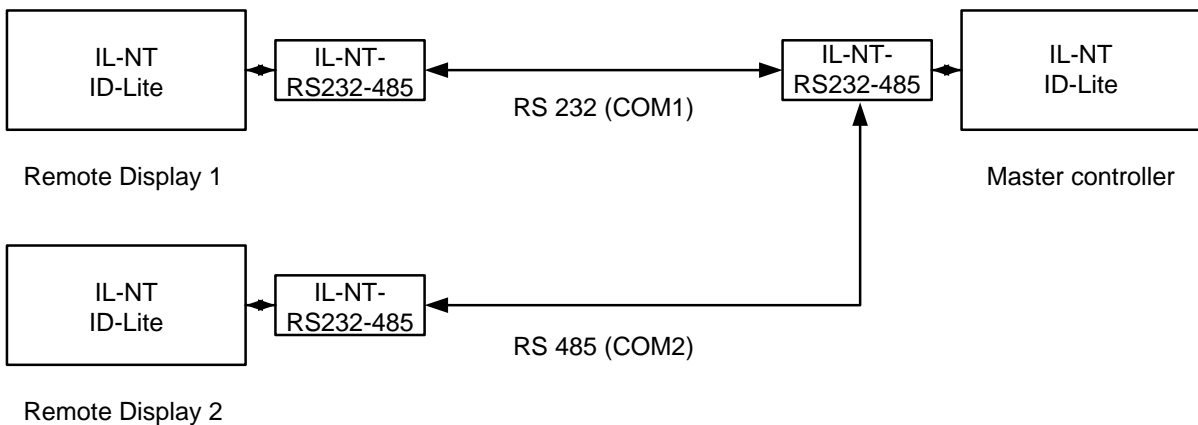 IL-NT
ID-Lite
IL-NT-
RS232-485
RS 232 (COM1)
IL-NT-
RS232-485
IL-NT
ID-Lite
Remote Display 1
Master controller
IL-NT
ID-Lite
IL-NT-
RS232-485
RS 485 (COM2)
Remote Display 2